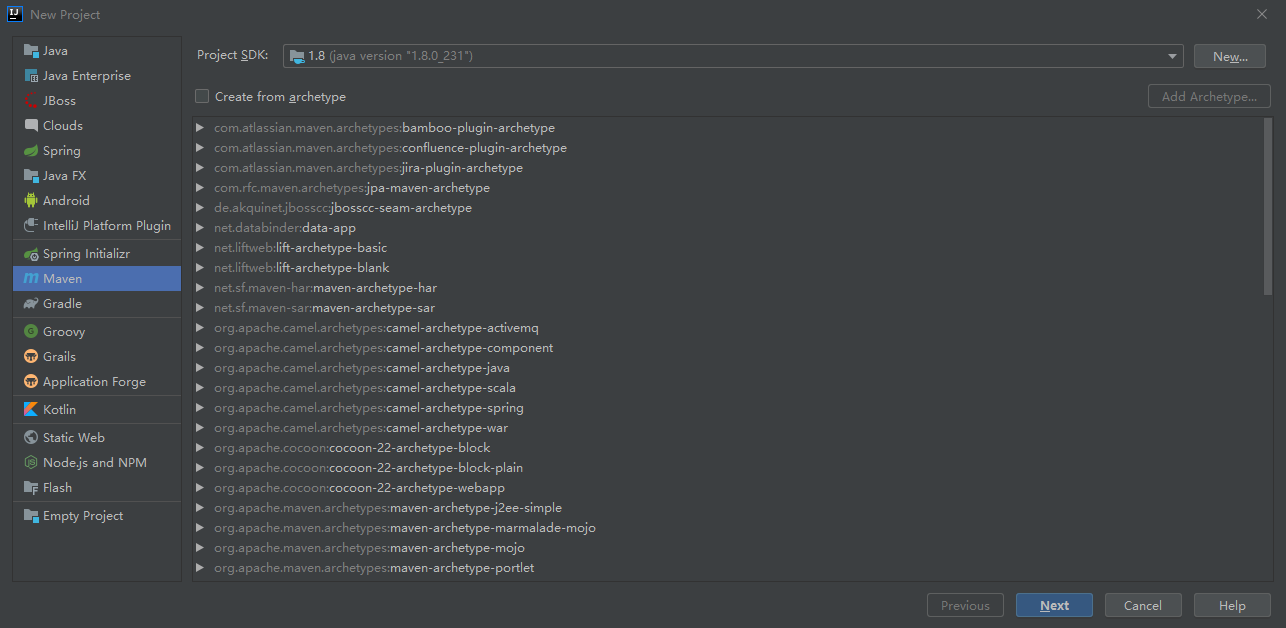 New Project
Java
Java Enterprise
JBoss
Clouds
Spring
Java FX
Android
IntelliJ Platform Plugin
Spring Initializr
Maven
Gradle
Groovy
Grails
Application Forge
Kotlin
Static Web
Node.js and NPM
Flash
Empty Project
Project SDK: 1.8 (java version "1.8.0_231") New...
Create from archetype Add Archetype...
com.atlassian.maven.archetypes:bamboo-plugin-archetype
com.atlassian.maven.archetypes:confluence-plugin-archetype
com.atlassian.maven.archetypes:jira-plugin-archetype
com.rfc.maven.archetypes:jpa-maven-archetype
de.akquinet.jbosscc:jbosscc-seam-archetype
net.databinder:data-app
net.liftweb:lift-archetype-basic
net.liftweb:lift-archetype-blank
net.sf.maven-har:maven-archetype-har
net.sf.maven-sar:maven-archetype-sar
org.apache.camel.archetypes:camel-archetype-activemq
org.apache.camel.archetypes:camel-archetype-component
org.apache.camel.archetypes:camel-archetype-java
org.apache.camel.archetypes:camel-archetype-scala
org.apache.camel.archetypes:camel-archetype-spring
org.apache.camel.archetypes:camel-archetype-war
org.apache.cocoon:cocoon-22-archetype-block
org.apache.cocoon:cocoon-22-archetype-block-plain
org.apache.cocoon:cocoon-22-archetype-webapp
org.apache.maven.archetypes:maven-archetype-j2ee-simple
org.apache.maven.archetypes:maven-archetype-marmalade-mojo
org.apache.maven.archetypes:maven-archetype-mojo
org.apache.maven.archetypes:maven-archetype-portlet
Previous Next Cancel Help